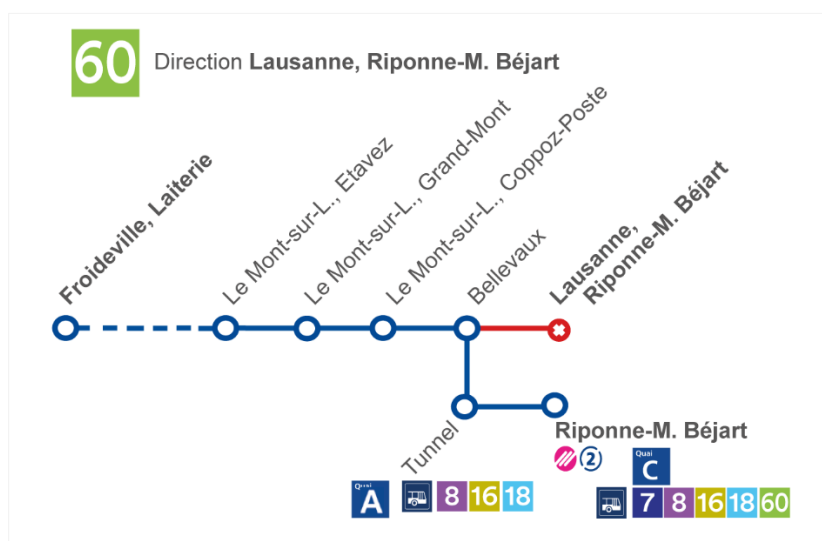 60 Direction Lausanne, Riponne-M. Béjart
Froideville, Laiterie
Le Mont-sur-L., Etavez
Le Mont-sur-L., Grand-Mont
Le Mont-sur-L., Coppoz-Poste
Bellevaux
Lausanne,
Riponne-M. Béjart
Tunnel
Quai
A
8 16 18
Riponne-M. Béjart
2
Quai
C
7 8 16 18 60